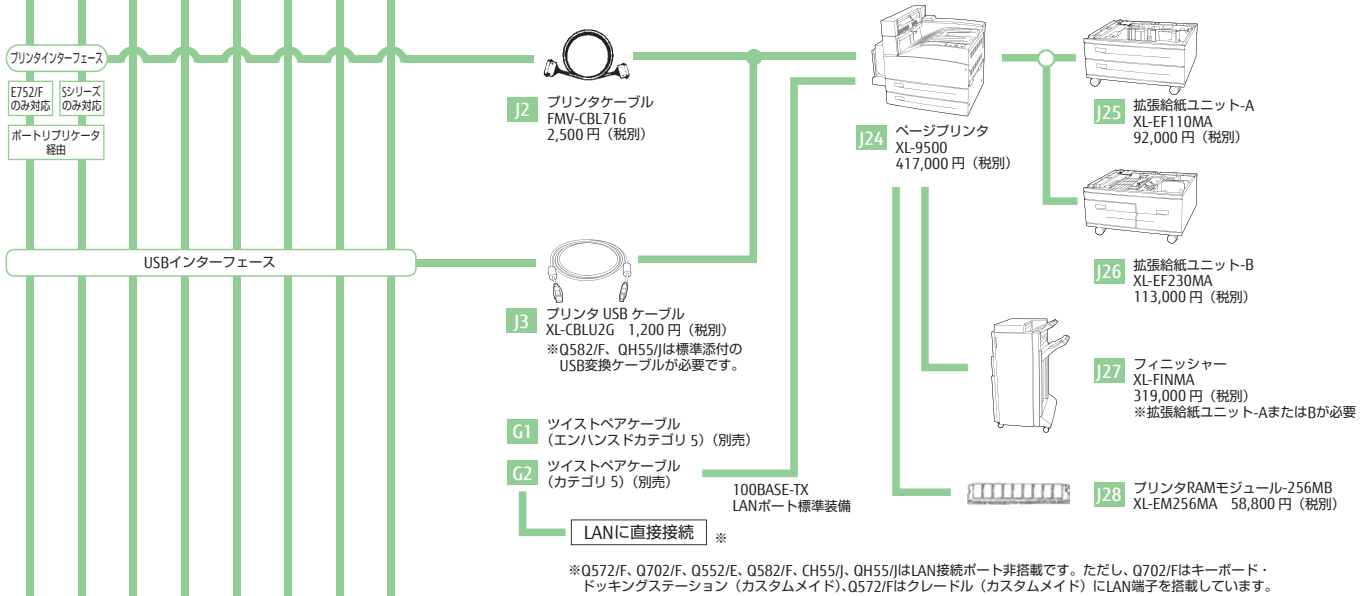 プリンタインターフェース
E752/F
のみ対応
Sシリーズ
のみ対応
ポートリプリケータ
経由
J2
プリンタケーブル
FMV-CBL716
2,500 円（税別）
J24
ページプリンタ
XL-9500
417,000 円（税別）
J25
拡張給紙ユニット-A
XL-EF110MA
92,000 円（税別）
J26
拡張給紙ユニット-B
XL-EF230MA
113,000 円（税別）
USBインターフェース
J3
プリンタ USB ケーブル
XL-CBLU2G 1,200 円（税別）
※Q582/F、QH55/Jは標準添付の
USB変換ケーブルが必要です。
J27
フィニッシャー
XL-FINMA
319,000 円（税別）
※拡張給紙ユニット-AまたはBが必要
G1
ツイストペアケーブル
（エンハンスドカテゴリ 5）（別売）
G2
ツイストペアケーブル
（カテゴリ 5）（別売）
100BASE-TX
LANポート標準装備
J28
プリンタRAMモジュール-256MB
XL-EM256MA 58,800 円（税別）
LANに直接接続 ※
※Q572/F、Q702/F、Q552/E、Q582/F、CH55/J、QH55/JはLAN接続ポート非搭載です。ただし、Q702/Fはキーボード・
ドッキングステーション（カスタムメイド）、Q572/Fはクレードル（カスタムメイド）にLAN端子を搭載しています。